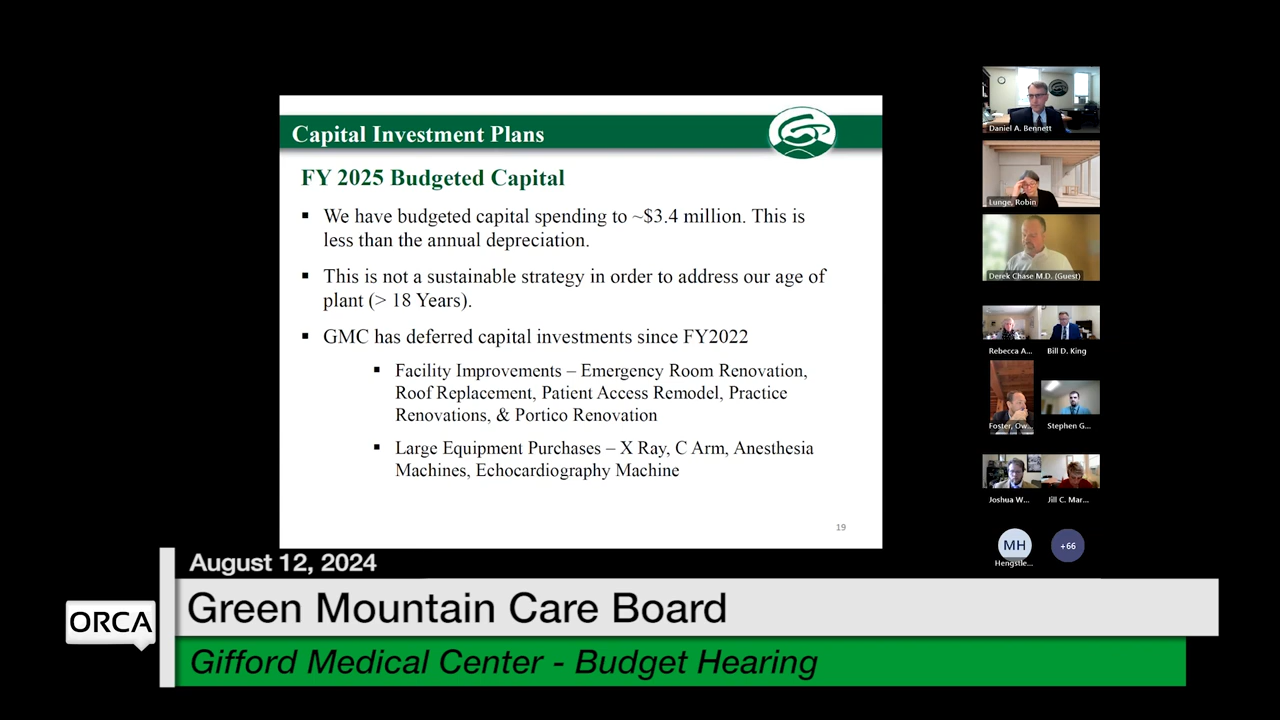 Capital Investment Plans
FY 2025 Budgeted Capital
▪ We have budgeted capital spending to ~$3.4 million. This is
less than the annual depreciation.
▪ This is not a sustainable strategy in order to address our age of
plant (> 18 Years).
▪ GMC has deferred capital investments since FY2022
▪ Facility Improvements – Emergency Room Renovation,
Roof Replacement, Patient Access Remodel, Practice
Renovations, & Portico Renovation
▪ Large Equipment Purchases – X Ray, C Arm, Anesthesia
Machines, Echocardiography Machine
19
Daniel A. Bennett
Lunge, Robin
Derek Chase M.D. (Guest)
Rebecca A... Bill D. King
Foster, Ow... Stephen G...
Joshua W... Jill C. Mar...
MH +66
Hengstle...
August 12, 2024
ORCA
Green Mountain Care Board
Gifford Medical Center - Budget Hearing